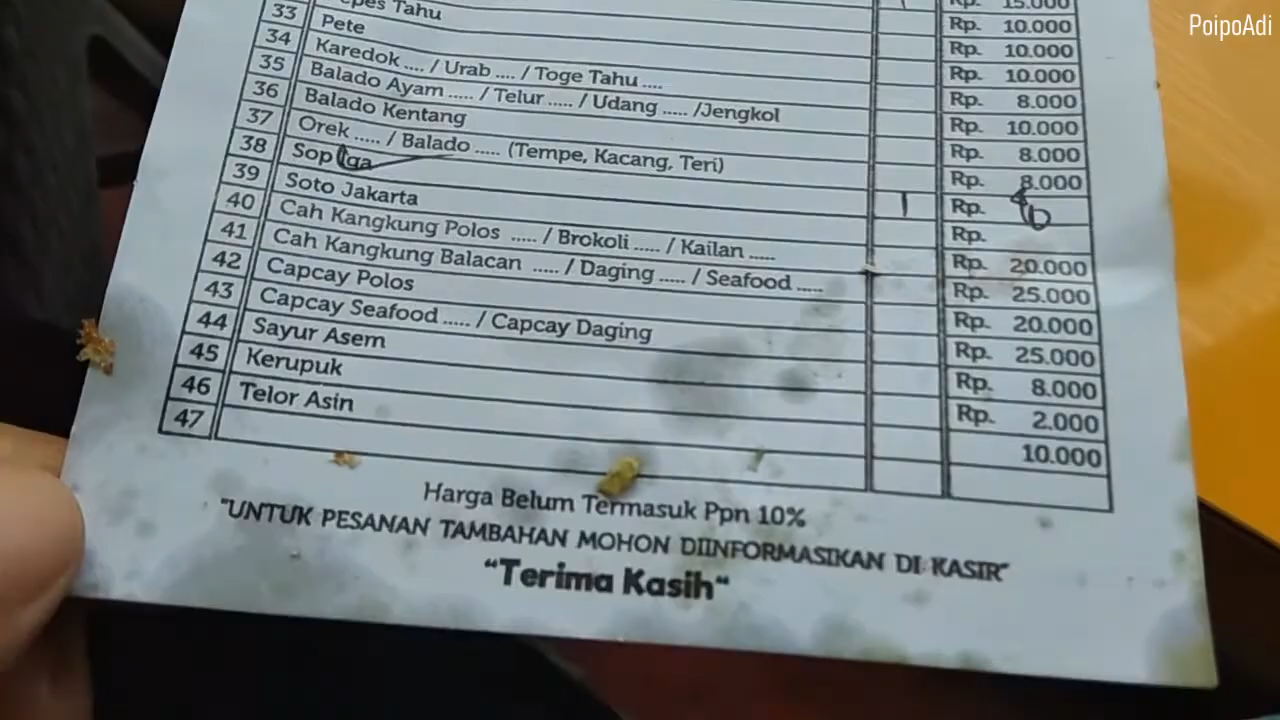 Rp. 15.000
Rp. 10.000
Rp. 10.000
Tahu
33 Pete Rp. 10.000
34 Karedok .... / Urab .... / Toge Tahu .... Rp. 8.000
35 Balado Ayam ..... / Telur ..... / Udang ..... /Jengkol Rp. 10.000
36 Balado Kentang Rp. 8.000
37 Orek ..... / Balado ..... (Tempe, Kacang, Teri) Rp. 8.000
38 Sop Iga 1 Rp.
39 Soto Jakarta Rp.
40 Cah Kangkung Polos ..... / Brokoli ..... / Kailan ..... Rp. 20.000
41 Cah Kangkung Balacan ..... / Daging ..... / Seafood ..... Rp. 25.000
42 Capcay Polos Rp. 20.000
43 Capcay Seafood ..... / Capcay Daging Rp. 25.000
44 Sayur Asem Rp. 8.000
45 Kerupuk Rp. 2.000
46 Telor Asin 10.000
47
Harga Belum Termasuk Ppn 10%
"UNTUK PESANAN TAMBAHAN MOHON DIINFORMASIKAN DI KASIR"
"Terima Kasih"
PoipoAdi